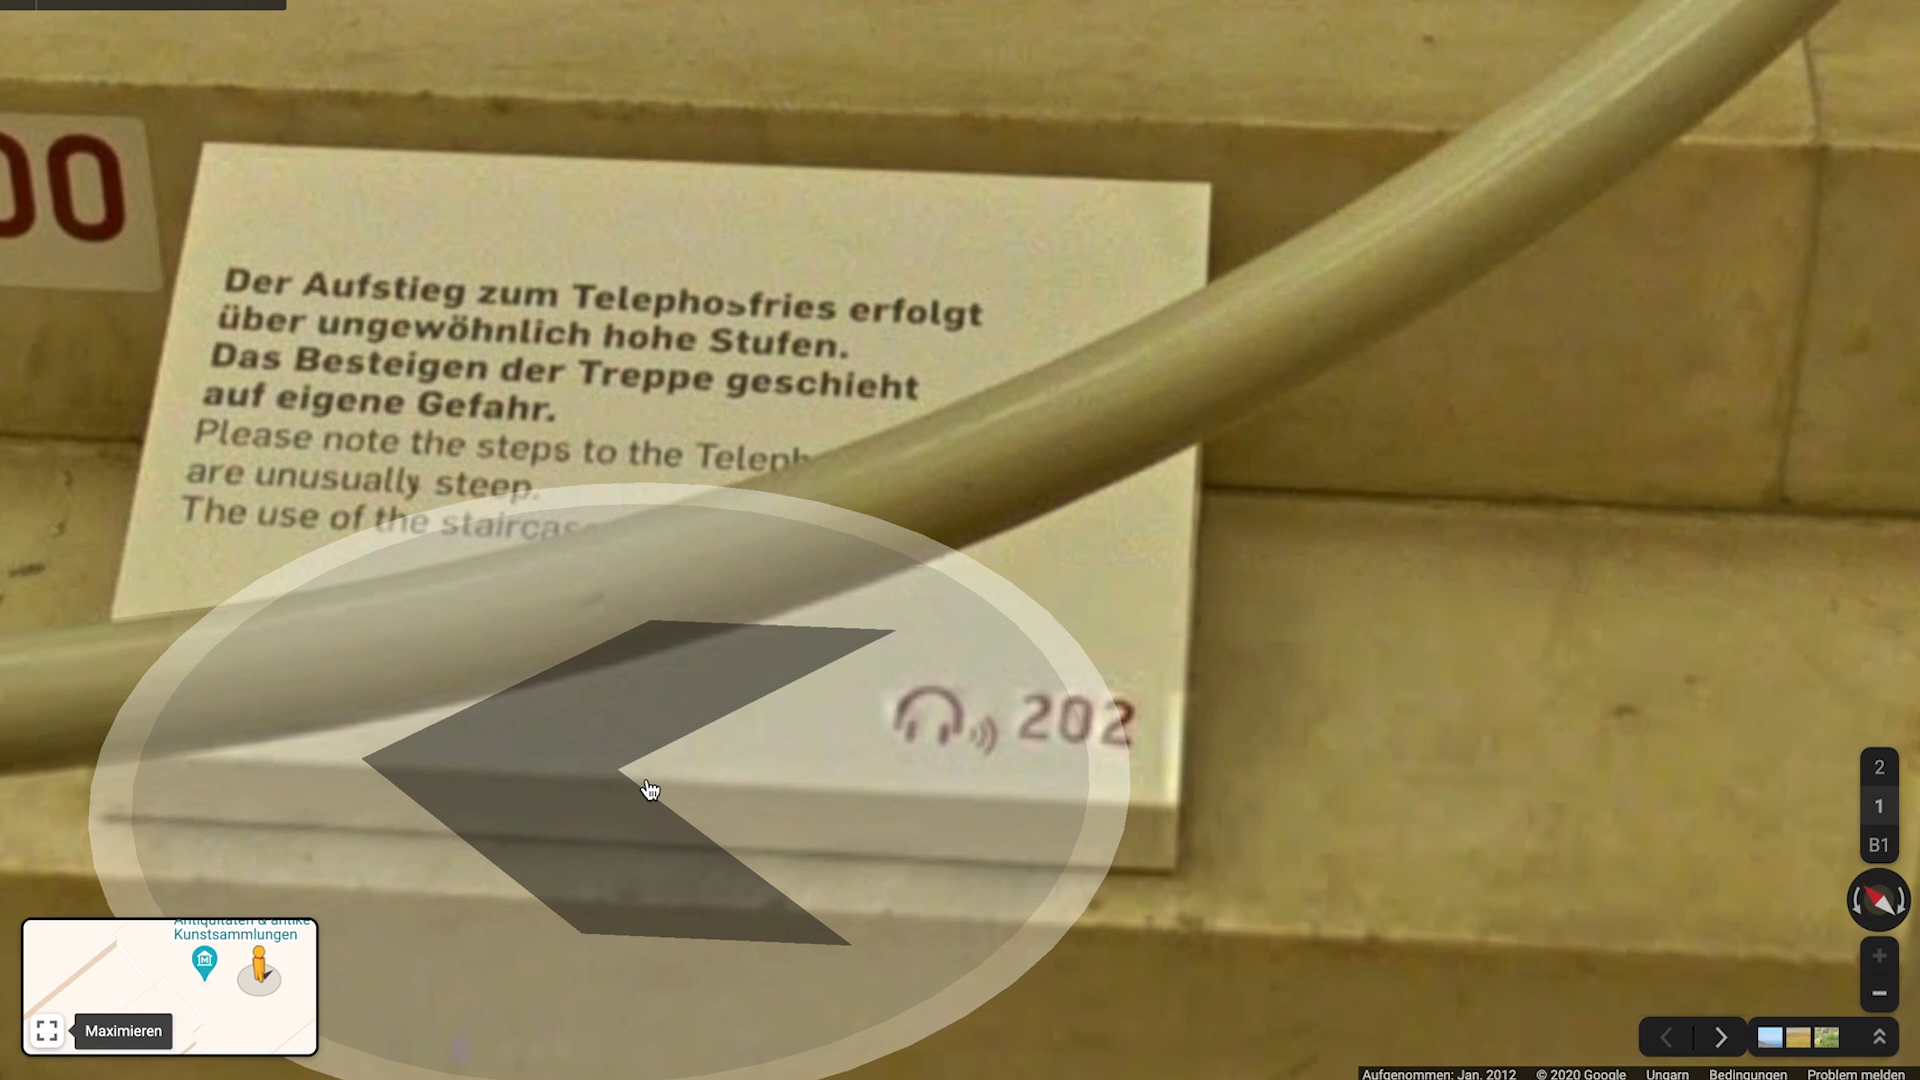 00
Der Aufstieg zum Telephosfries erfolgt
über ungewöhnlich hohe Stufen.
Das Besteigen der Treppe geschieht
auf eigene Gefahr.
Please note the steps to the Teleph
are unusually steep.
The use of the staircas
202
2
1
B1
Antiquitäten & antike
Kunstsammlungen
Maximieren
Aufgenommen: Jan. 2012 © 2020 Google Ungarn Bedingungen Problem melden